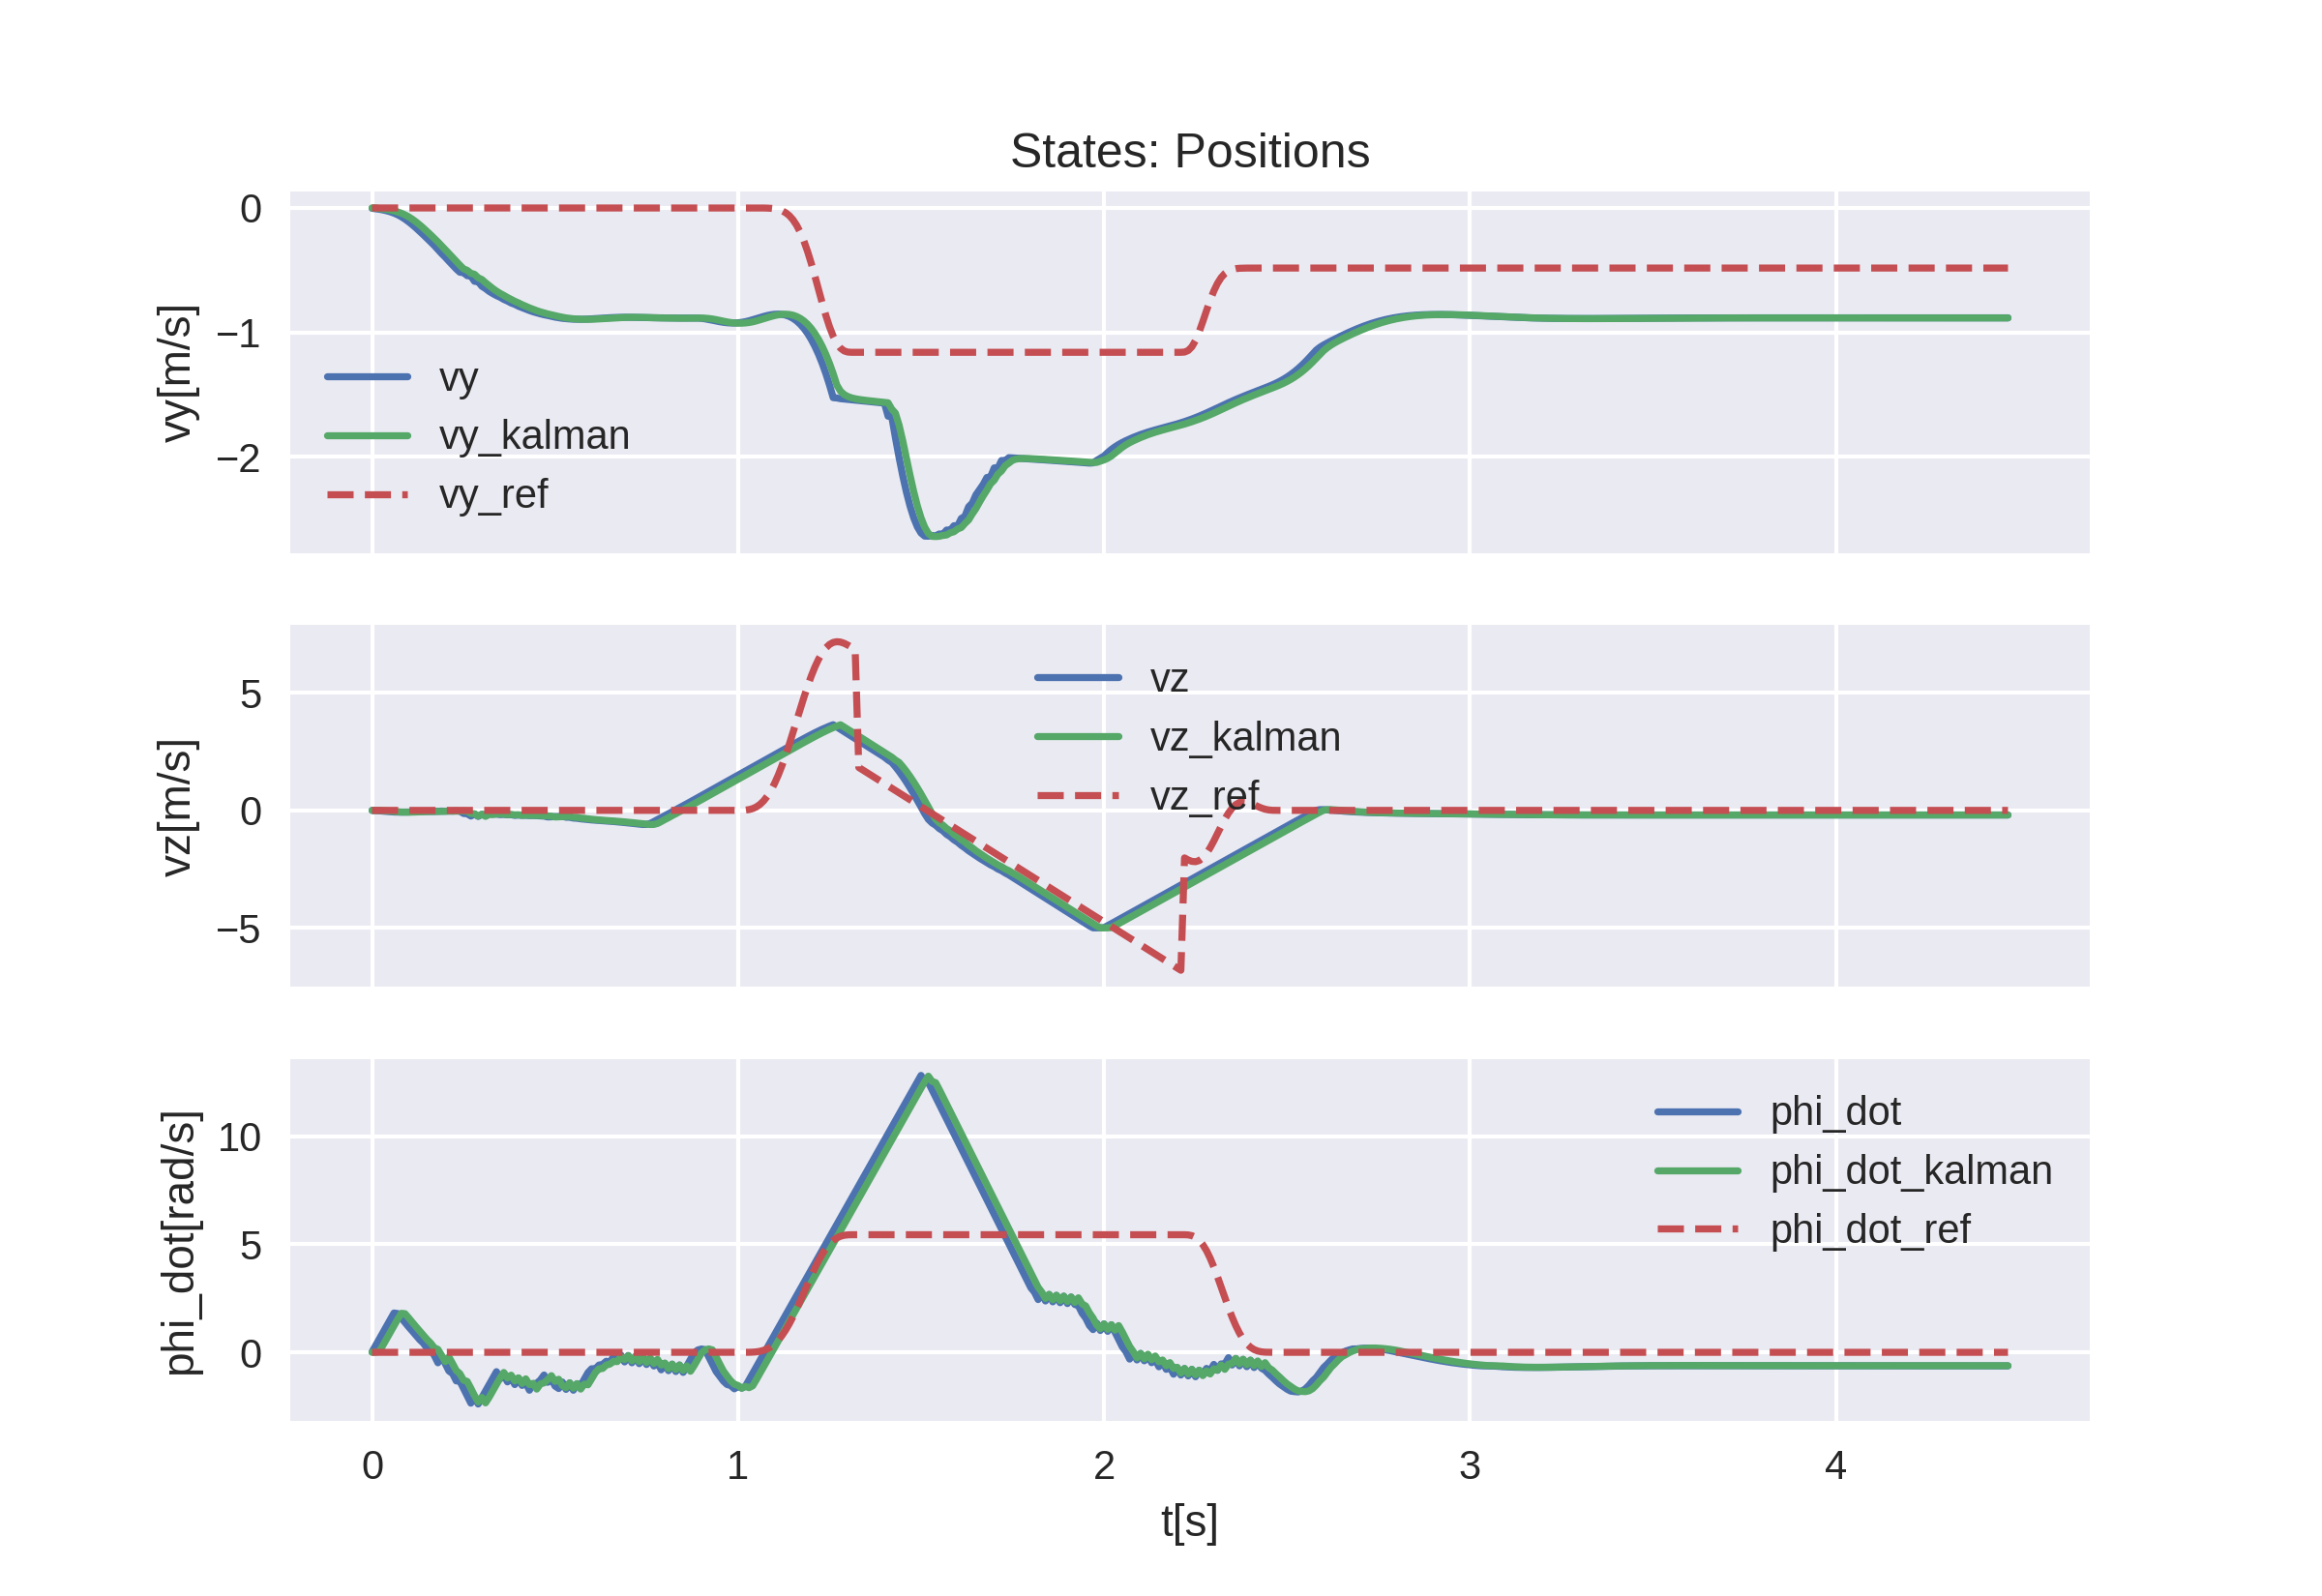 States: Positions
0
−1
−2
vy[m/s]
vy
vy_kalman
vy_ref
5
0
−5
vz[m/s]
vz
vz_kalman
vz_ref
10
5
0
phi_dot[rad/s]
phi_dot
phi_dot_kalman
phi_dot_ref
0 1 2 3 4
t[s]